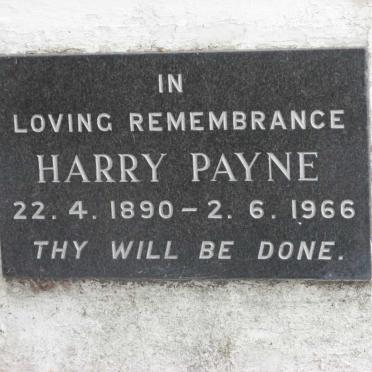 IN
LOVING REMEMBRANCE
HARRY PAYNE
22. 4. 1890 – 2. 6. 1966
THY WILL BE DONE.